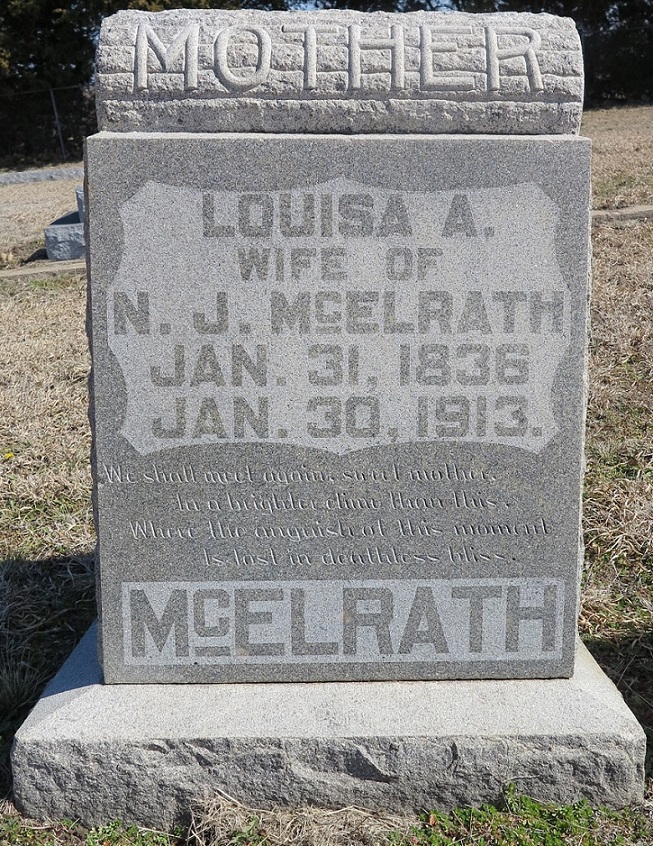 MOTHER
LOUISA A.
WIFE OF
N. J. McELRATH
JAN. 31, 1836
JAN. 30, 1913.
We shall meet again, sweet mother,
In a brighter clime than this.
Where the anguish of this moment
Is lost in deathless bliss.
McELRATH